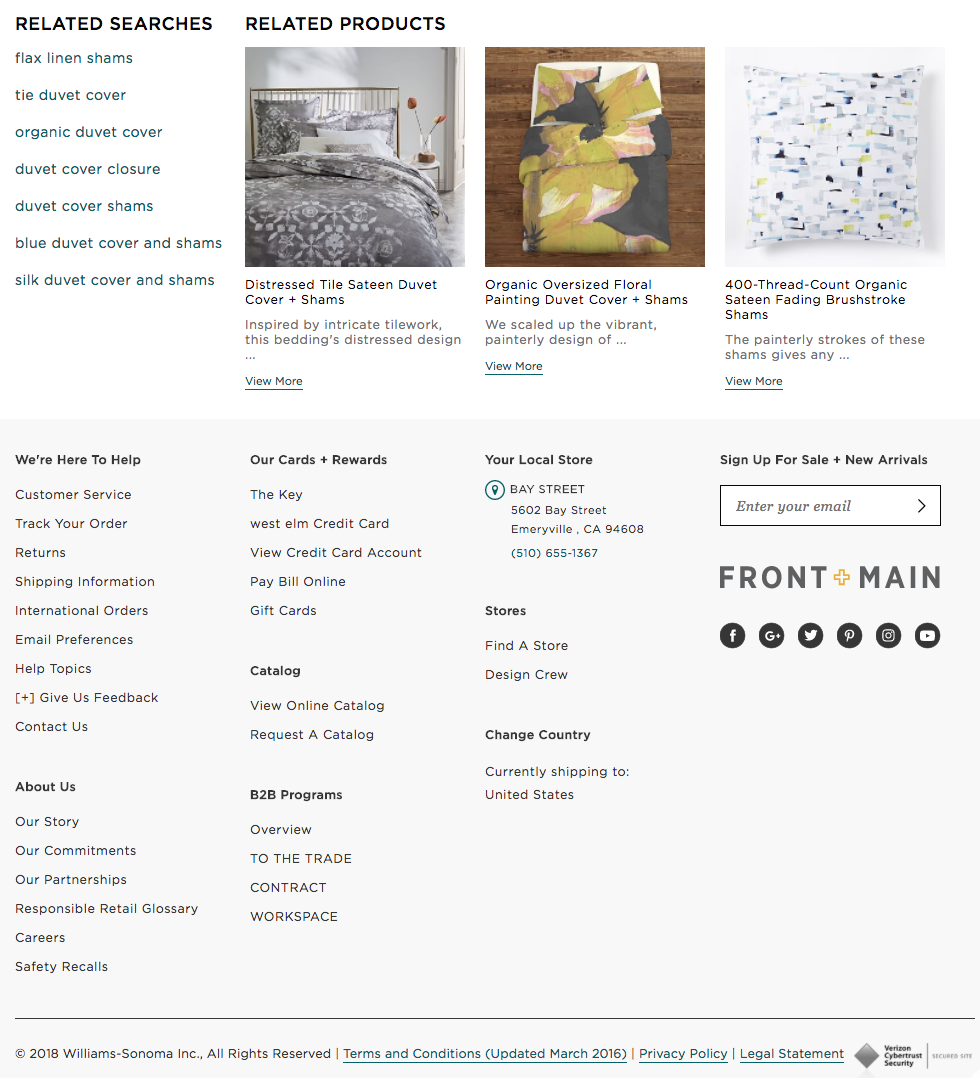 RELATED SEARCHES
flax linen shams
tie duvet cover
organic duvet cover
duvet cover closure
duvet cover shams
blue duvet cover and shams
silk duvet cover and shams
RELATED PRODUCTS
Distressed Tile Sateen Duvet
Cover + Shams
Inspired by intricate tilework,
this bedding's distressed design
...
View More
Organic Oversized Floral
Painting Duvet Cover + Shams
We scaled up the vibrant,
painterly design of ...
View More
400-Thread-Count Organic
Sateen Fading Brushstroke
Shams
The painterly strokes of these
shams gives any ...
View More
We're Here To Help
Customer Service
Track Your Order
Returns
Shipping Information
International Orders
Email Preferences
Help Topics
[+] Give Us Feedback
Contact Us
About Us
Our Story
Our Commitments
Our Partnerships
Responsible Retail Glossary
Careers
Safety Recalls
Our Cards + Rewards
The Key
west elm Credit Card
View Credit Card Account
Pay Bill Online
Gift Cards
Catalog
View Online Catalog
Request A Catalog
B2B Programs
Overview
TO THE TRADE
CONTRACT
WORKSPACE
Your Local Store
BAY STREET
5602 Bay Street
Emeryville , CA 94608
(510) 655-1367
Stores
Find A Store
Design Crew
Change Country
Currently shipping to:
United States
Sign Up For Sale + New Arrivals
Enter your email
FRONT + MAIN
© 2018 Williams-Sonoma Inc., All Rights Reserved | Terms and Conditions (Updated March 2016) | Privacy Policy | Legal Statement
Verizon
Cybertrust
Security
SECURED SITE